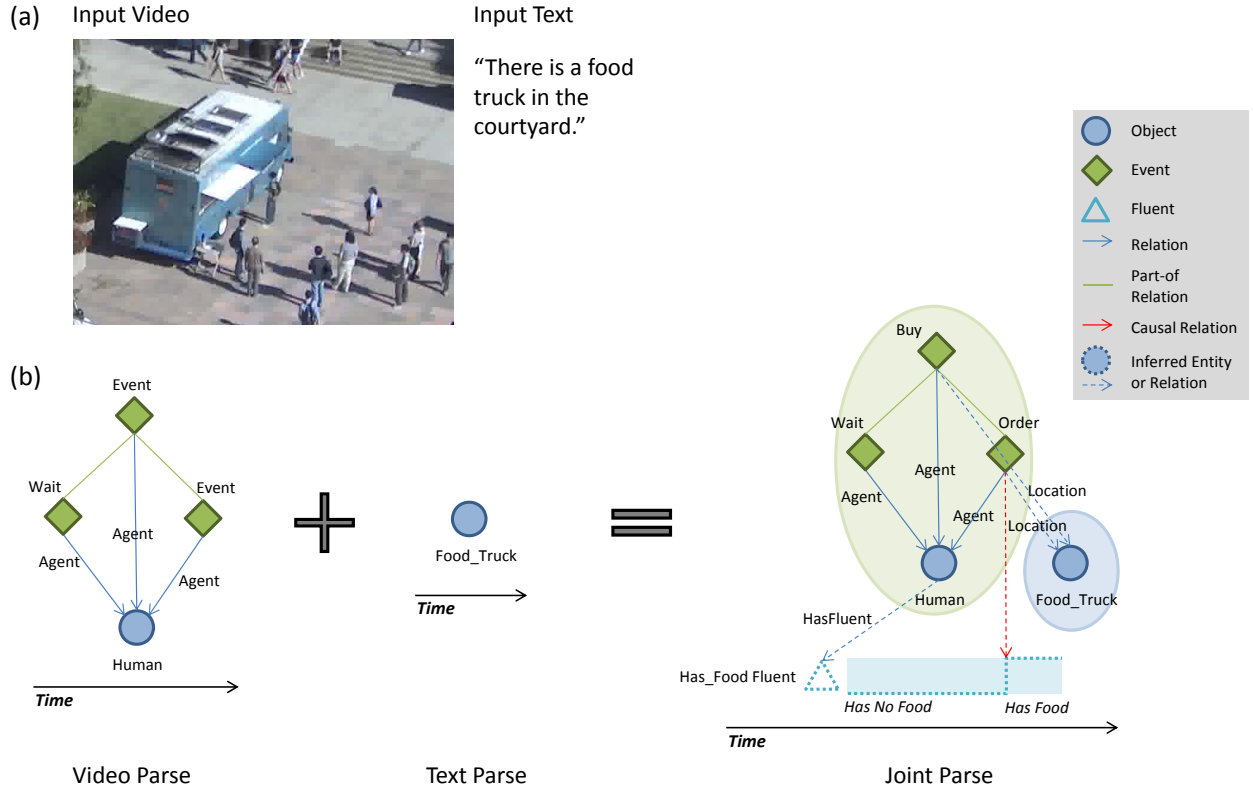 (a)
Input Video
Input Text
“There is a food
truck in the
courtyard.”
Object
Event
Fluent
Relation
Part-of
Relation
Causal Relation
Inferred Entity
or Relation
(b)
Event
Wait
Event
Agent
Agent
Agent
Human
Time
Food_Truck
Time
Buy
Wait
Order
Agent
Agent
Agent
Location
Location
Human
Food_Truck
HasFluent
Has_Food Fluent
Has No Food
Has Food
Time
Video Parse
Text Parse
Joint Parse